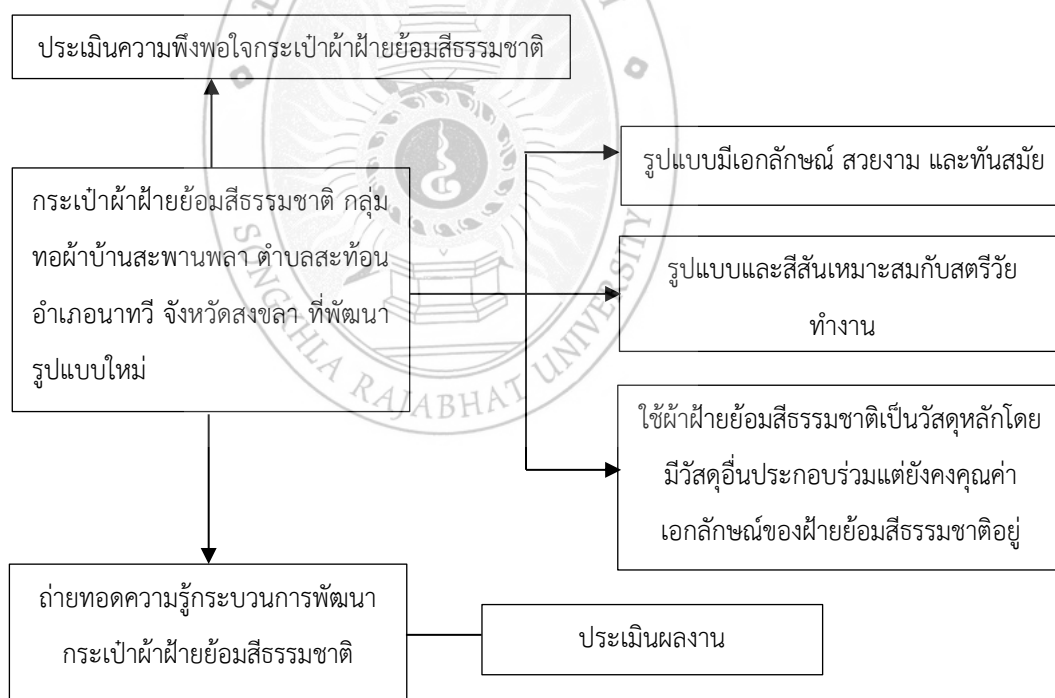 ประเมินความพึงพอใจกระเป๋าผ้าฝ้ายย้อมสีธรรมชาติ
กระเป๋าผ้าฝ้ายย้อมสีธรรมชาติ กลุ่ม
ทอผ้าบ้านสะพานพลา ตำบลสะท้อน
อำเภอนาทวี จังหวัดสงขลา ที่พัฒนา
รูปแบบใหม่
รูปแบบมีเอกลักษณ์ สวยงาม และทันสมัย
รูปแบบและสีสันเหมาะสมกับสตรีวัย
ทำงาน
ใช้ผ้าฝ้ายย้อมสีธรรมชาติเป็นวัสดุหลักโดย
มีวัสดุอื่นประกอบร่วมแต่ยังคงคุณค่า
เอกลักษณ์ของฝ้ายย้อมสีธรรมชาติอยู่
ถ่ายทอดความรู้กระบวนการพัฒนา
กระเป๋าผ้าฝ้ายย้อมสีธรรมชาติ
ประเมินผลงาน
SONGKHLA RAJABHAT UNIVERSITY